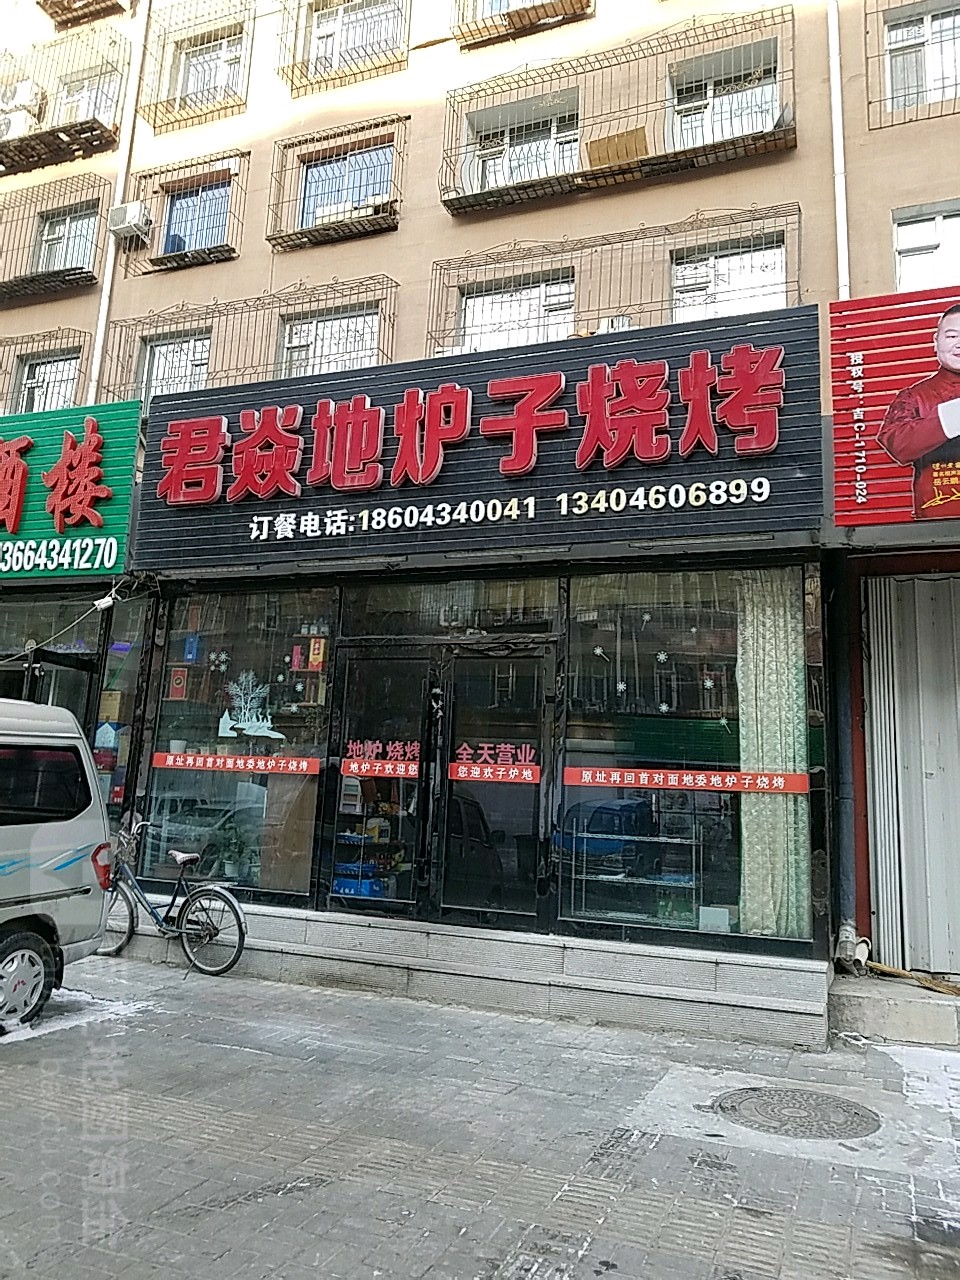 君焱地炉子烧烤
订餐电话:18604340041 13404606899
酒楼
13664341270
授权号:吉C-1710-024
岳云鹏
地炉烧烤 全天营业
原址再回首对面地委地炉子烧烤
地炉子欢迎您
您迎欢子炉地
原址再回首对面地委地炉子烧烤